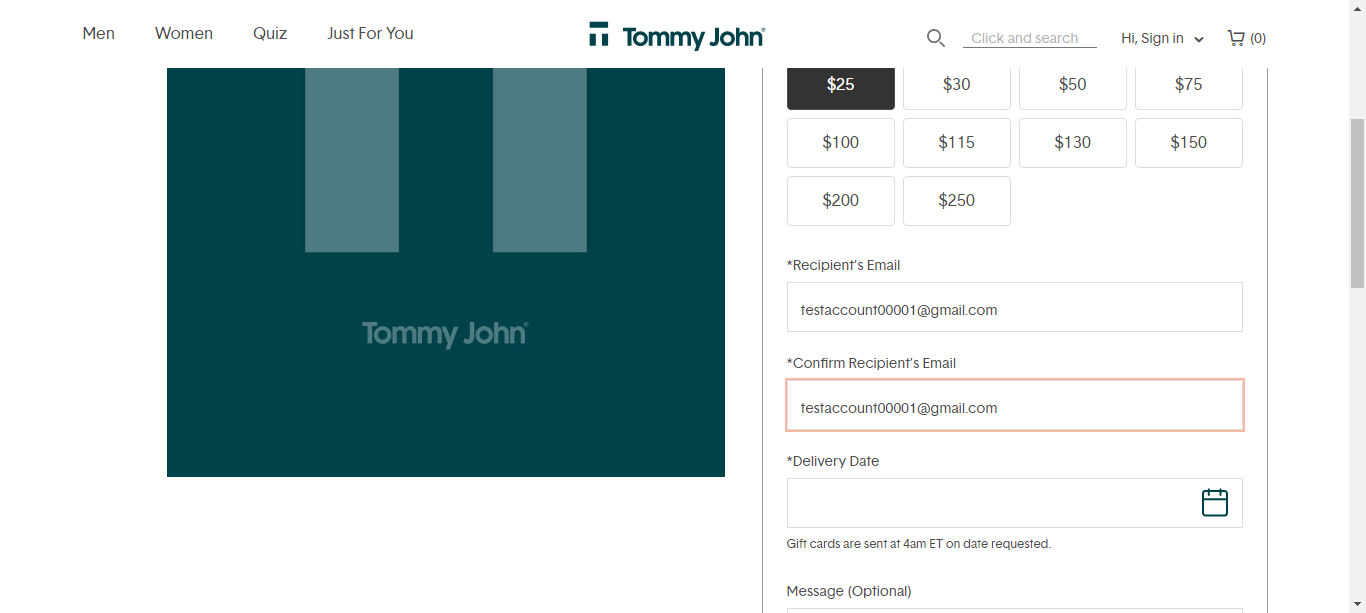 Men Women Quiz Just For You Tommy John® Click and search Hi, Sign in (0)
$25 $30 $50 $75
$100 $115 $130 $150
$200 $250
*Recipient's Email
testaccount00001@gmail.com
Tommy John®
*Confirm Recipient's Email
testaccount00001@gmail.com
*Delivery Date
Gift cards are sent at 4am ET on date requested.
Message (Optional)